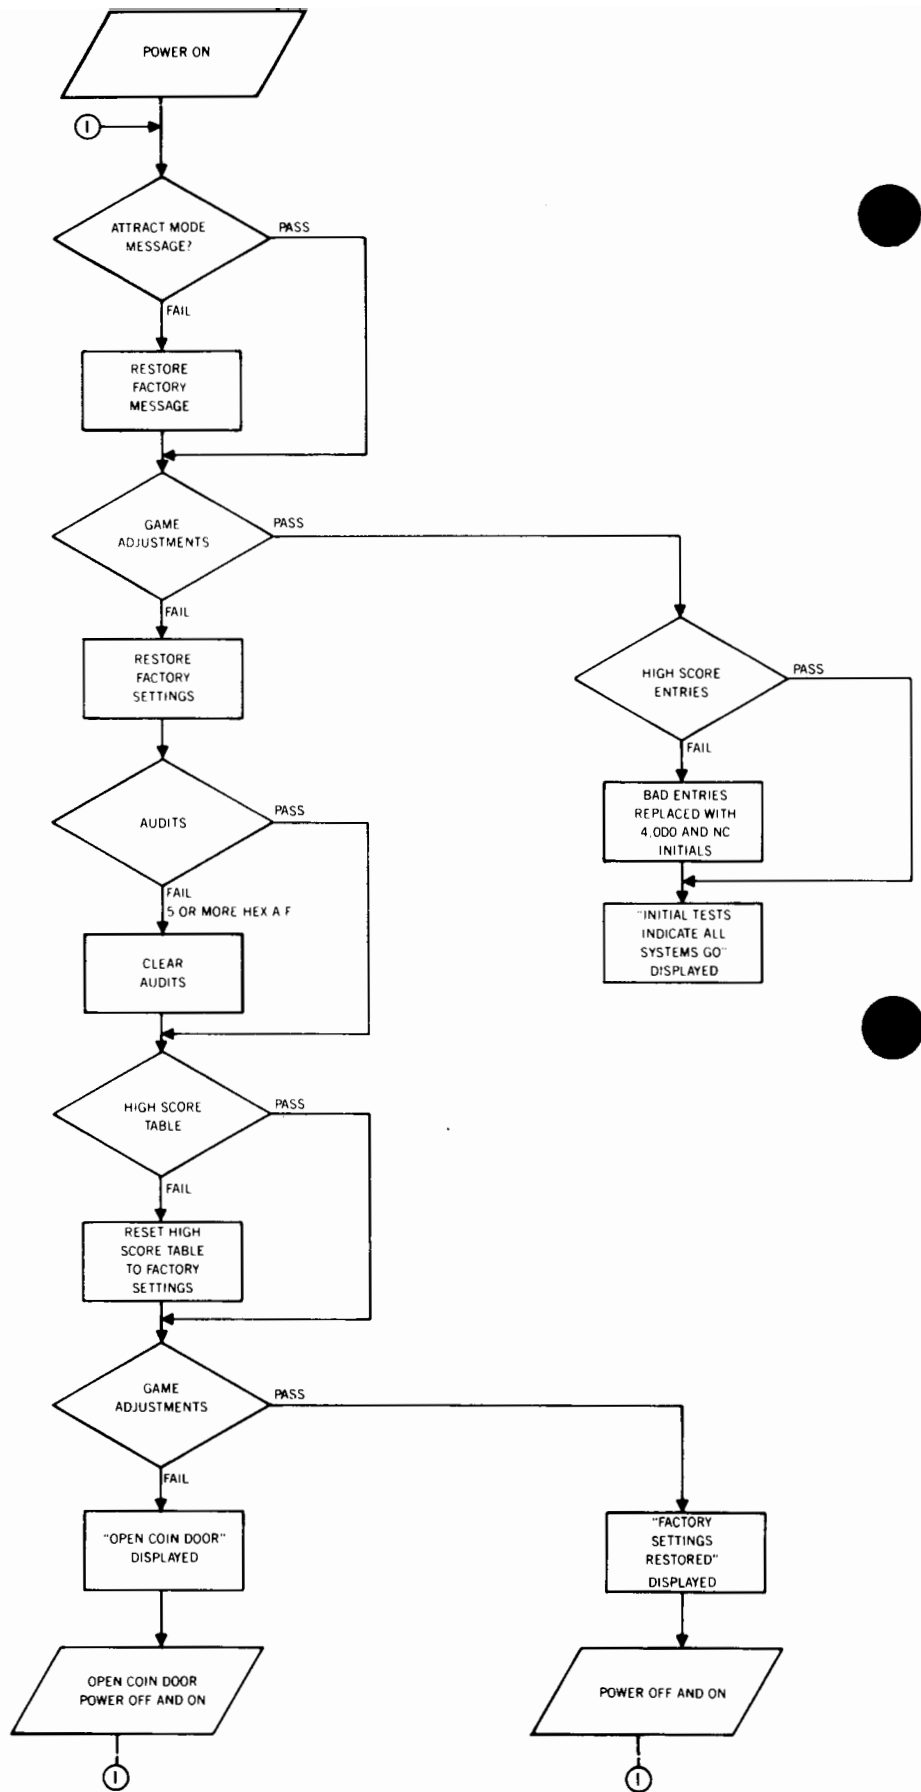 POWER ON
I
ATTRACT MODE
MESSAGE?
PASS
FAIL
RESTORE
FACTORY
MESSAGE
GAME
ADJUSTMENTS
PASS
FAIL
RESTORE
FACTORY
SETTINGS
HIGH SCORE
ENTRIES
PASS
FAIL
BAD ENTRIES
REPLACED WITH
4,000 AND NC
INITIALS
"INITIAL TESTS
INDICATE ALL
SYSTEMS GO"
DISPLAYED
AUDITS
PASS
FAIL
5 OR MORE HEX A F
CLEAR
AUDITS
HIGH SCORE
TABLE
PASS
FAIL
RESET HIGH
SCORE TABLE
TO FACTORY
SETTINGS
GAME
ADJUSTMENTS
PASS
FAIL
"OPEN COIN DOOR"
DISPLAYED
"FACTORY
SETTINGS
RESTORED"
DISPLAYED
OPEN COIN DOOR
POWER OFF AND ON
POWER OFF AND ON
I
I